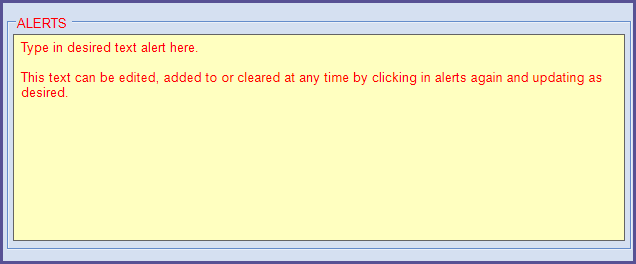 ALERTS
Type in desired text alert here.
This text can be edited, added to or cleared at any time by clicking in alerts again and updating as
desired.